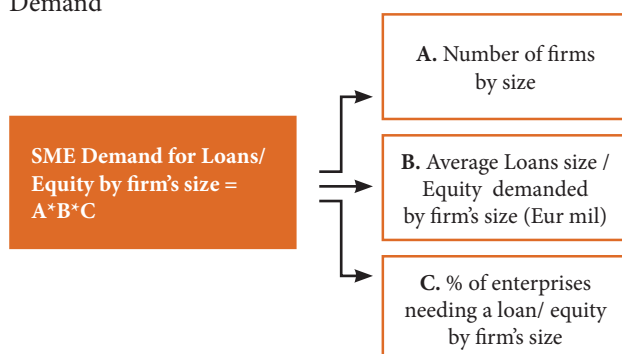 Demand
SME Demand for Loans/
Equity by firm's size =
A*B*C
A. Number of firms
by size
B. Average Loans size /
Equity demanded
by firm's size (Eur mil)
C. % of enterprises
needing a loan/ equity
by firm's size